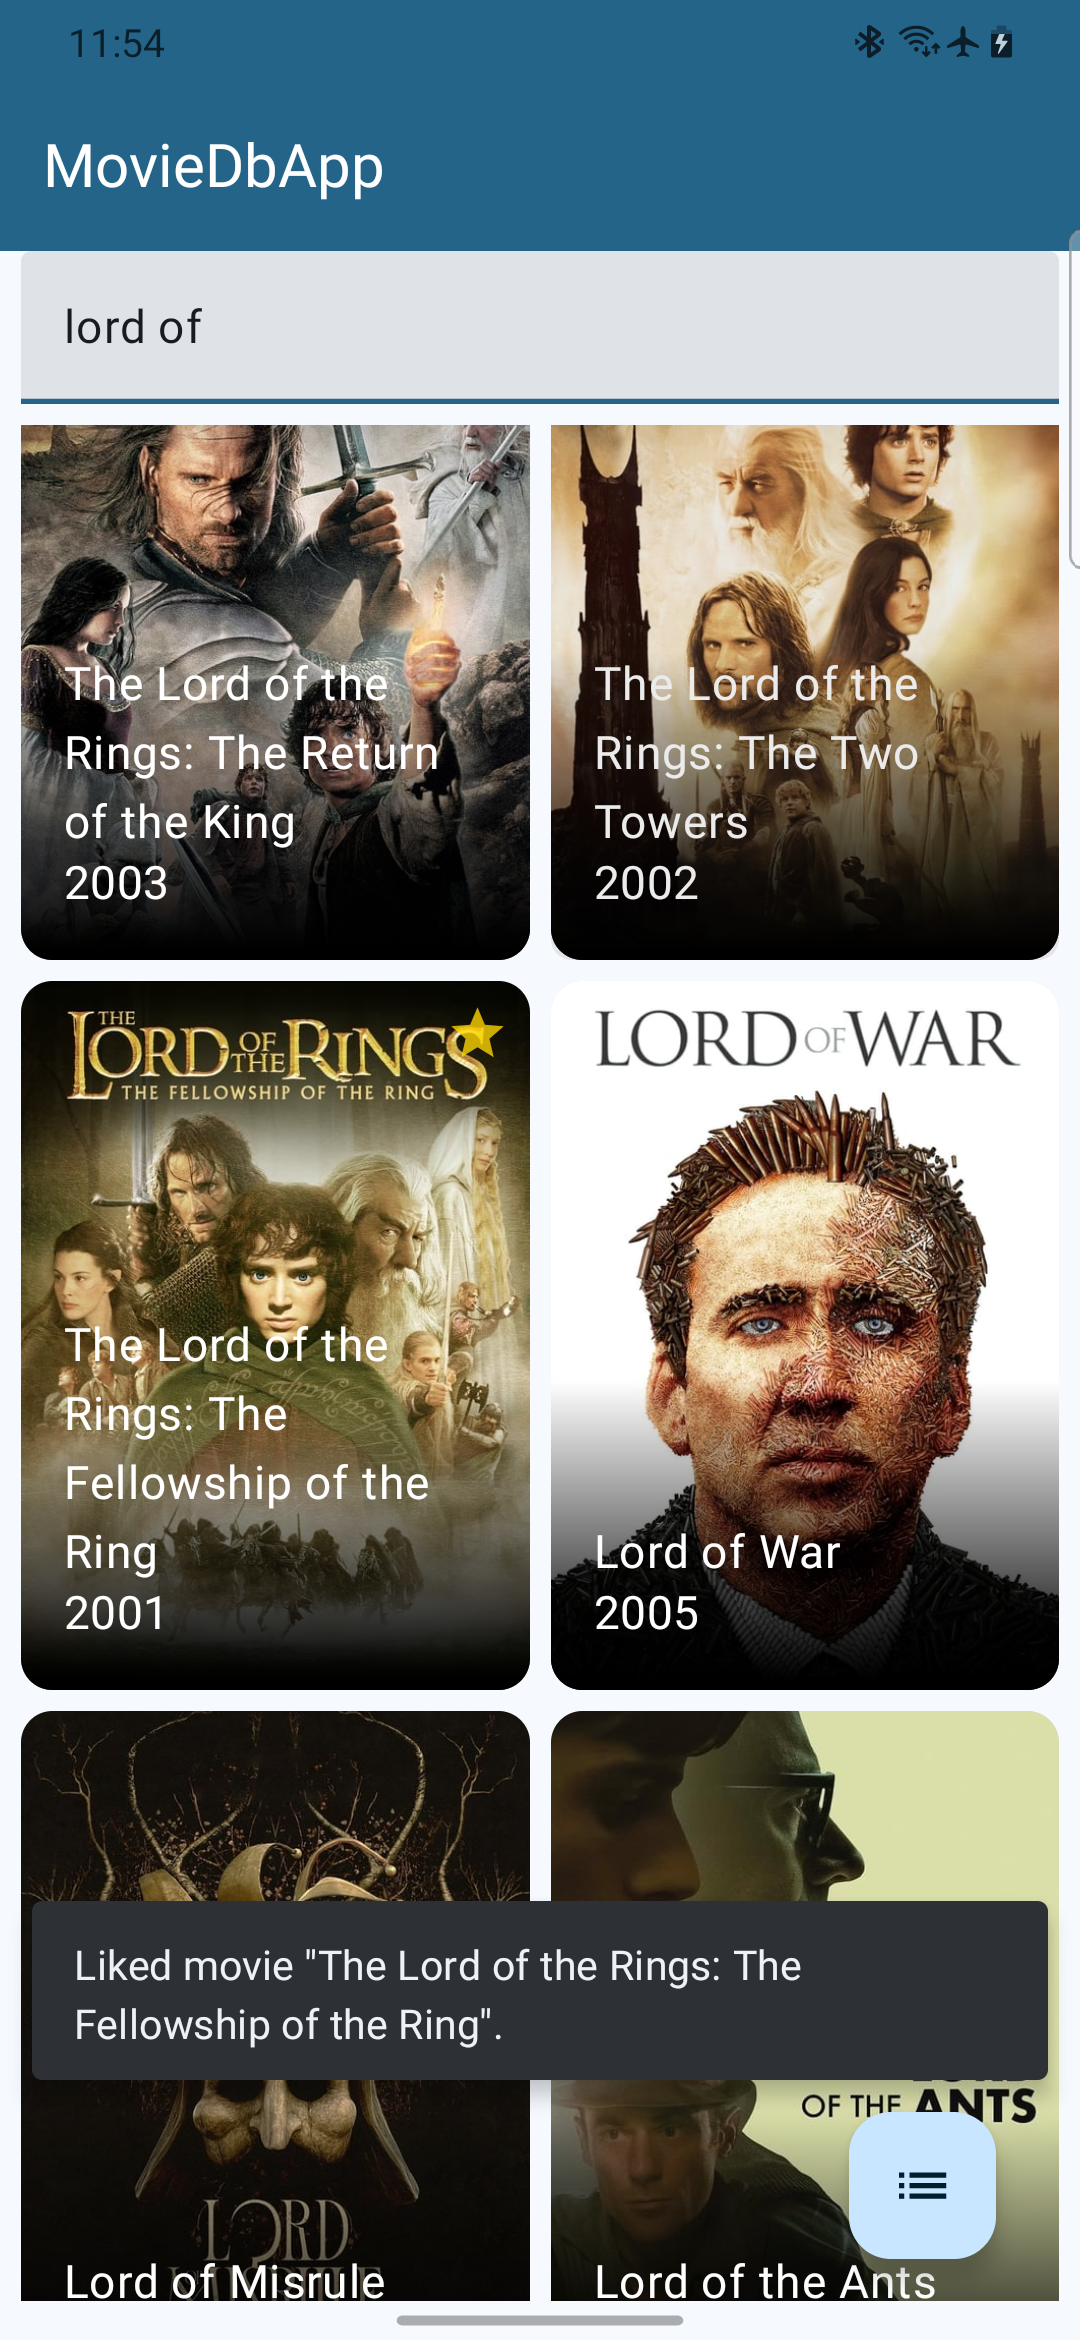 11:54
MovieDbApp
lord of
The Lord of the
Rings: The Return
of the King
2003
The Lord of the
Rings: The Two
Towers
2002
THE
LORD OF THE RINGS
THE FELLOWSHIP OF THE RING
The Lord of the
Rings: The
Fellowship of the
Ring
2001
LORD OF WAR
Lord of War
2005
Liked movie "The Lord of the Rings: The
Fellowship of the Ring".
LORD
Lord of Misrule
OF THE ANTS
Lord of the Ants